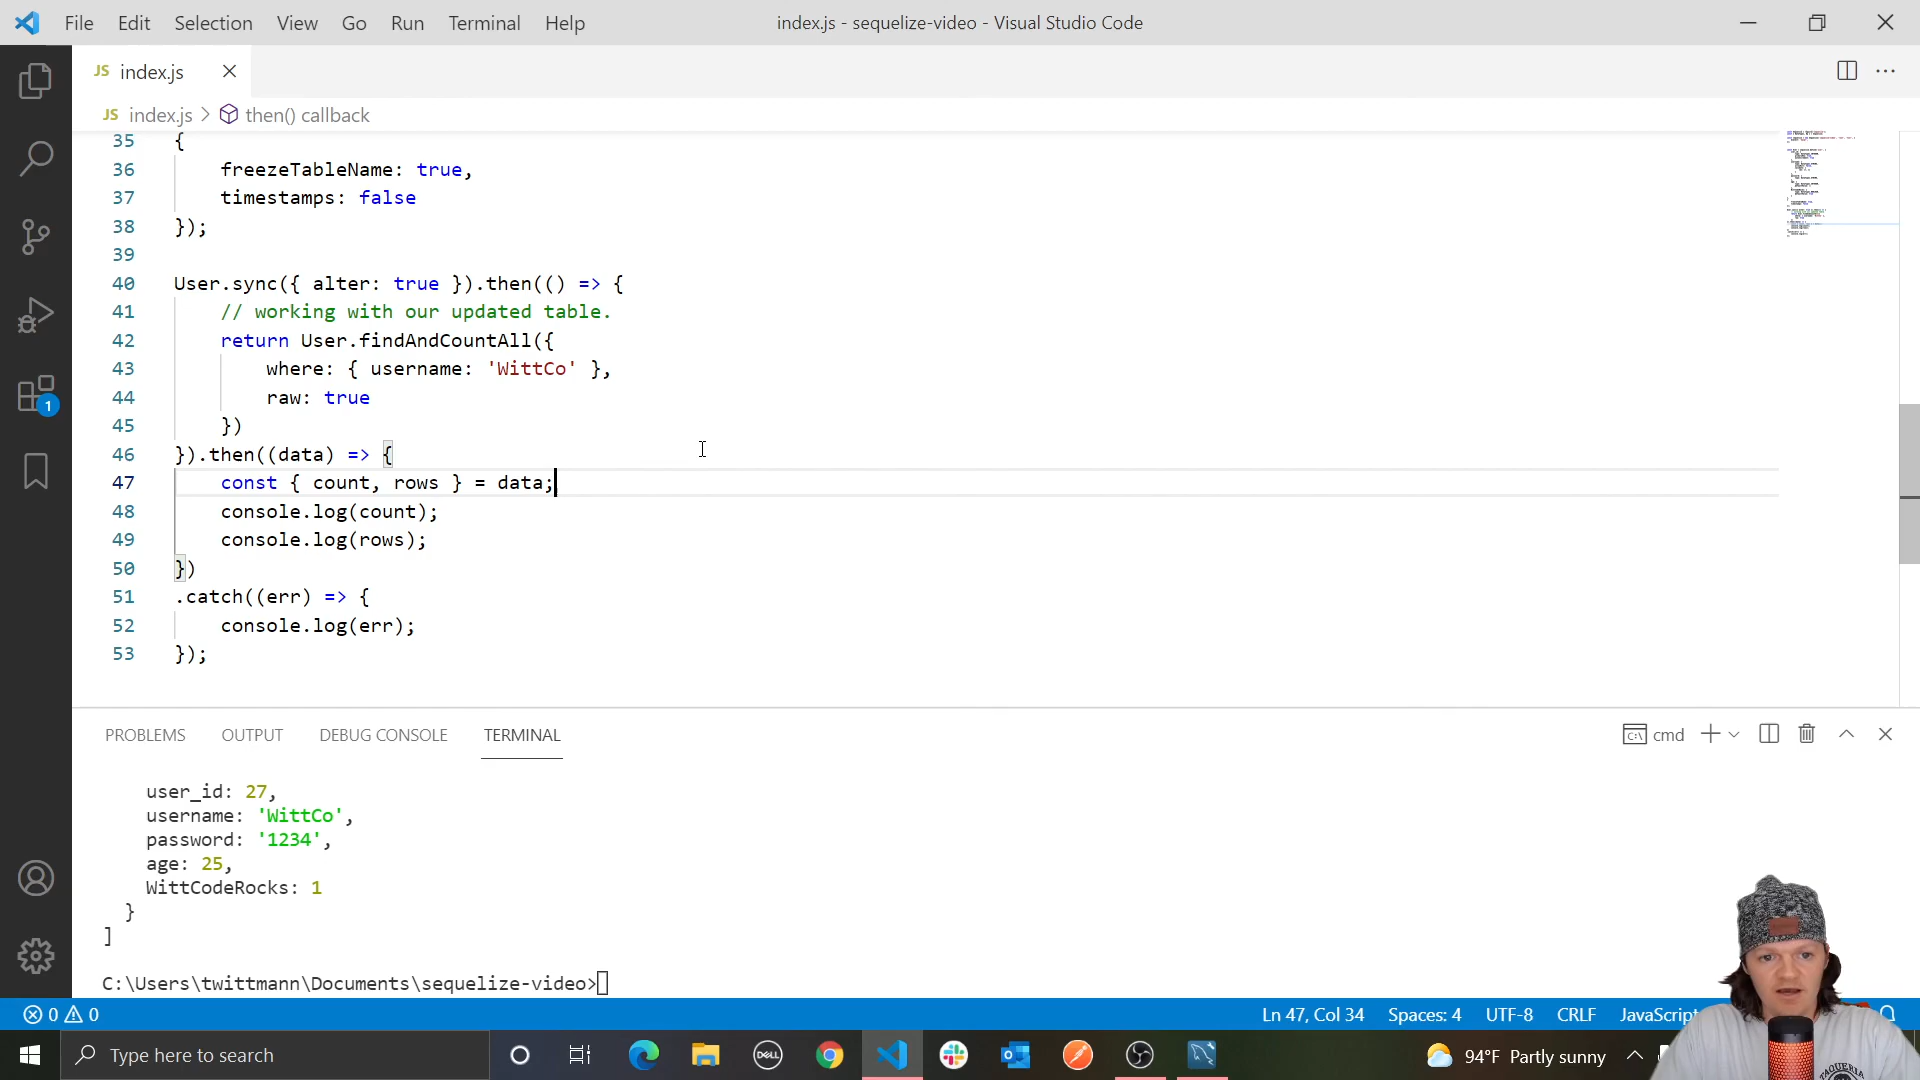 File Edit Selection View Go Run Terminal Help
index.js - sequelize-video - Visual Studio Code
JS index.js
JS index.js > then() callback
35 {
36 freezeTableName: true,
37 timestamps: false
38 });
39
40 User.sync({ alter: true }).then(() => {
41 // working with our updated table.
42 return User.findAndCountAll({
43 where: { username: 'WittCo' },
44 raw: true
45 })
46 }).then((data) => {
47 const { count, rows } = data;
48 console.log(count);
49 console.log(rows);
50 })
51 .catch((err) => {
52 console.log(err);
53 });
1
PROBLEMS OUTPUT DEBUG CONSOLE TERMINAL
cmd
user_id: 27,
username: 'WittCo',
password: '1234',
age: 25,
WittCodeRocks: 1
}
]
C:\Users\twittmann\Documents\sequelize-video>
0 0
Ln 47, Col 34 Spaces: 4 UTF-8 CRLF JavaScript
Type here to search
DELL
94°F Partly sunny
TAQUERIA